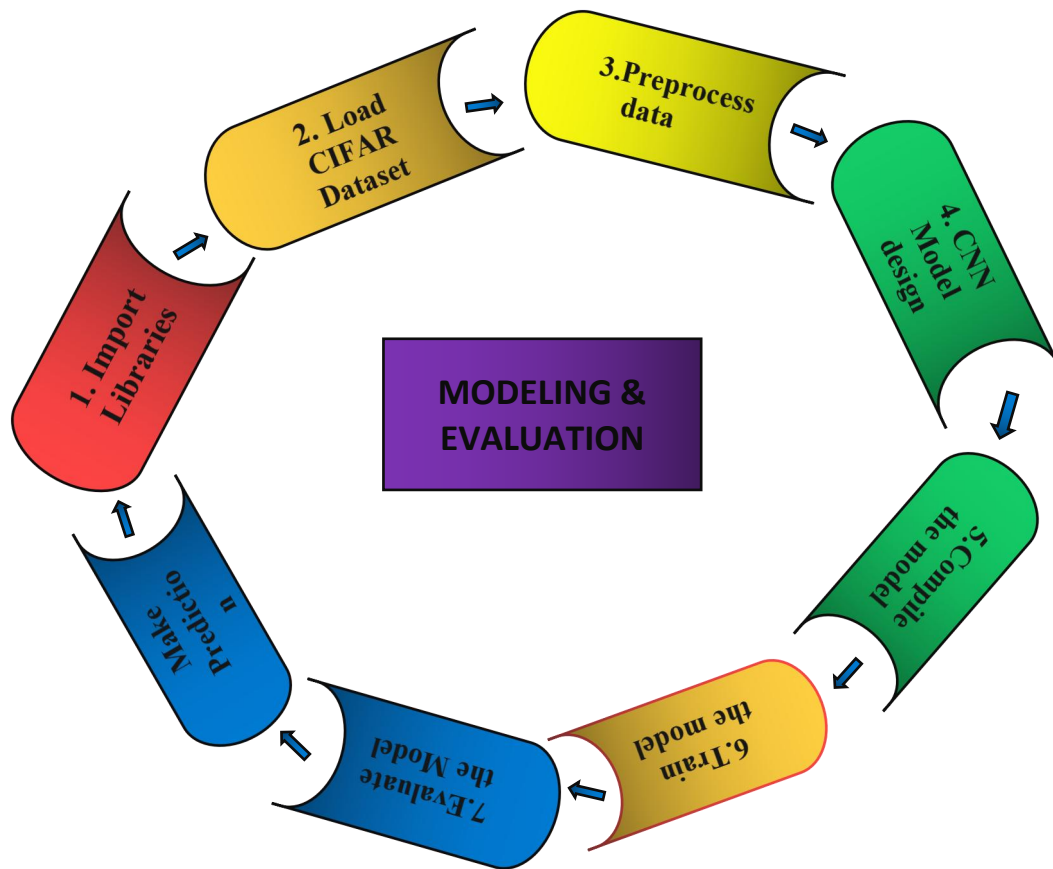 1. Import
Libraries
2. Load
CIFAR
Dataset
3.Preprocess
data
4. CNN
Model
design
5.Compile
the model
6.Train
the model
7.Evaluate
the Model
Make
Predictio
n
MODELING &
EVALUATION